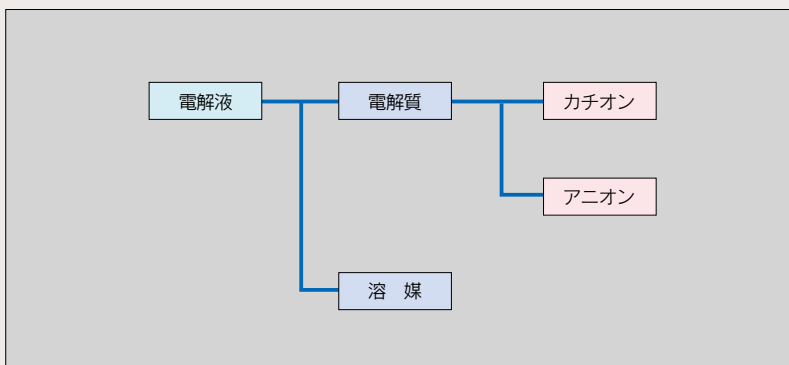 電解液
電解質
カチオン
アニオン
溶 媒